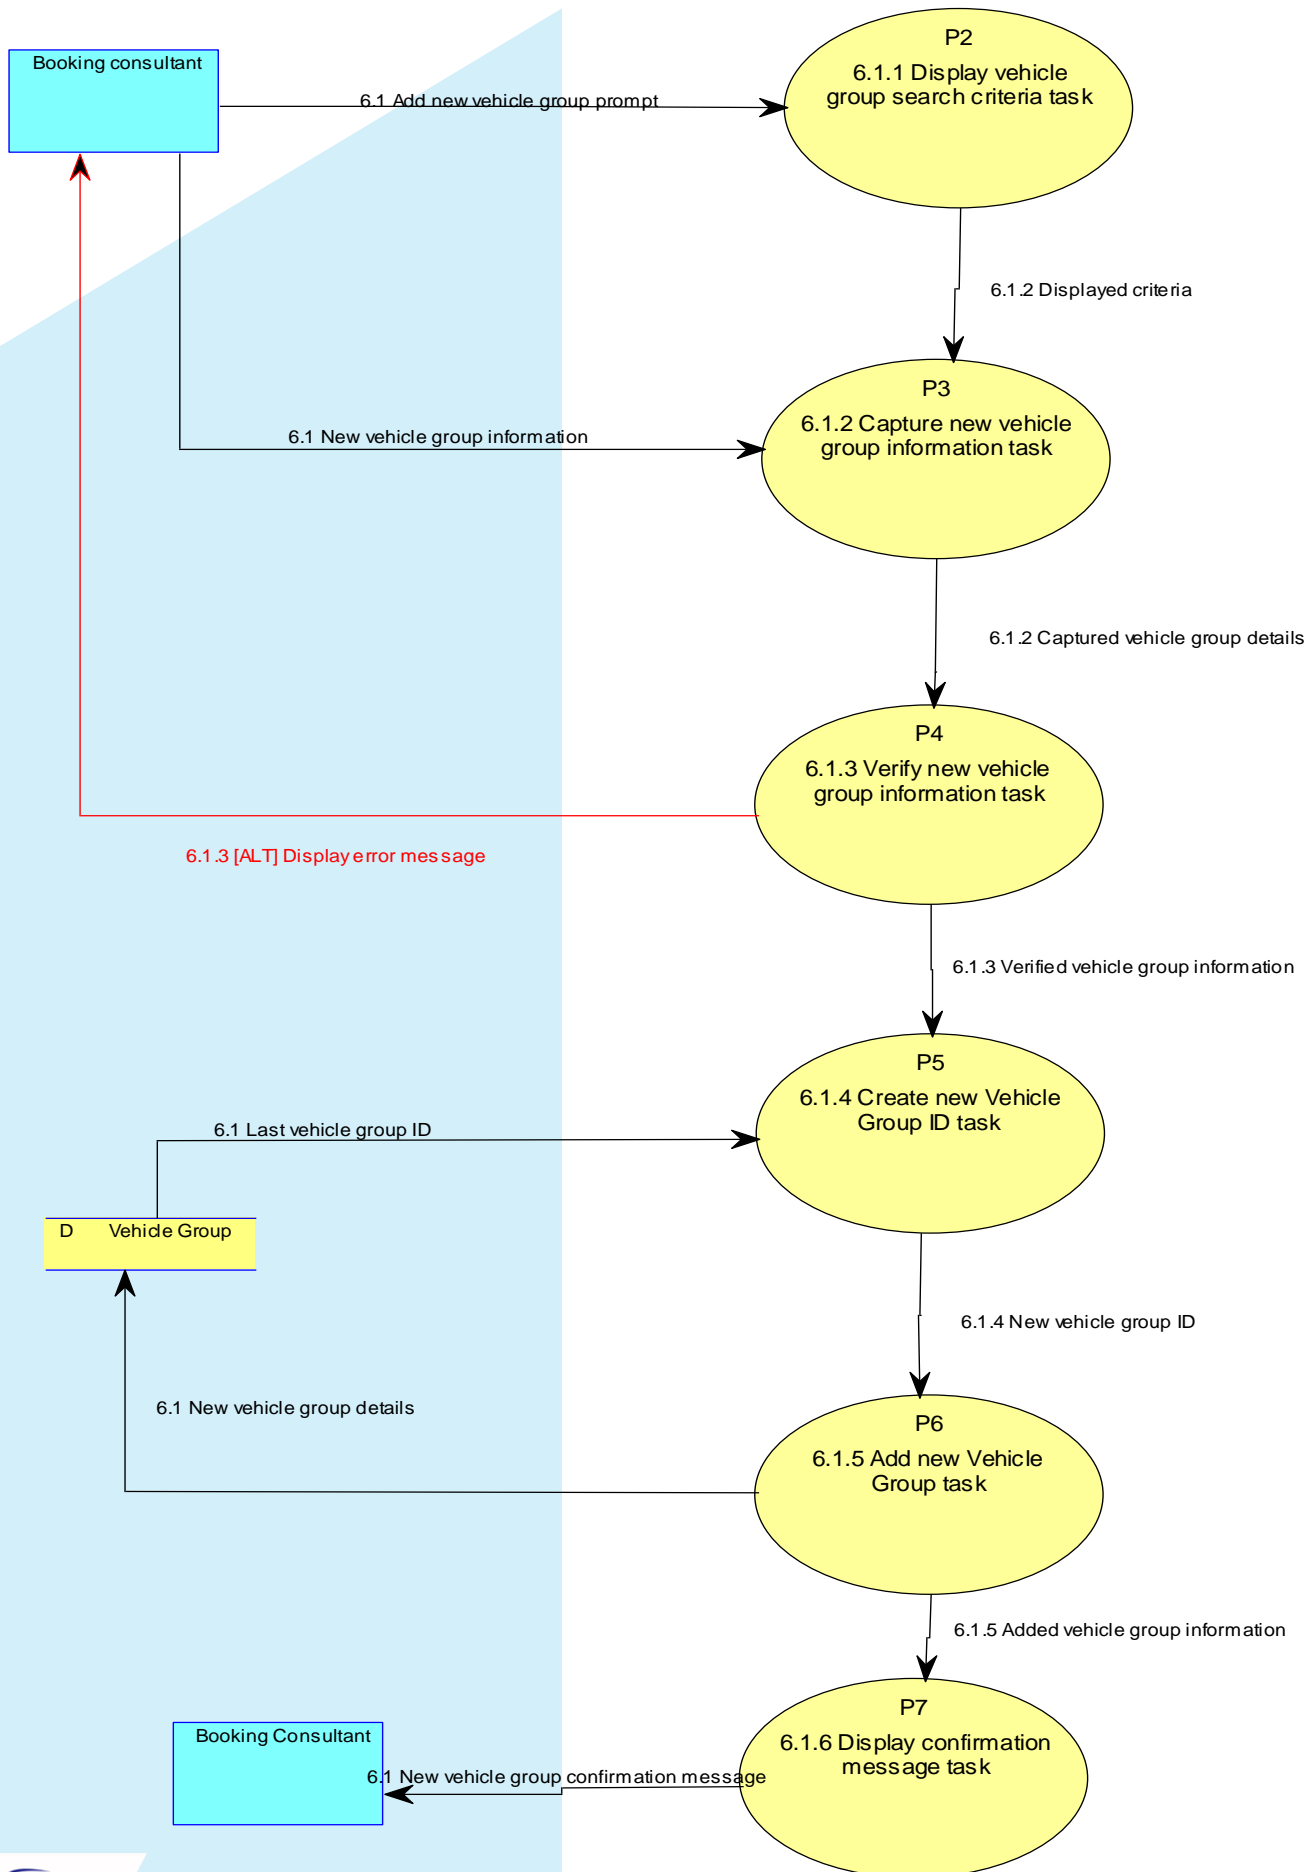 P2
Booking consultant
6.1.1 Display vehicle
group search criteria task
6.1 Add new vehicle group prompt
6.1.2 Displayed criteria
P3
6.1.2 Capture new vehicle
group information task
6.1 New vehicle group information
6.1.2 Captured vehicle group details
P4
6.1.3 Verify new vehicle
group information task
6.1.3 [ALT] Display error message
6.1.3 Verified vehicle group information
P5
6.1.4 Create new Vehicle
Group ID task
6.1 Last vehicle group ID
D Vehicle Group
6.1.4 New vehicle group ID
6.1 New vehicle group details
P6
6.1.5 Add new Vehicle
Group task
6.1.5 Added vehicle group information
P7
Booking Consultant
6.1.6 Display confirmation
message task
6.1 New vehicle group confirmation message